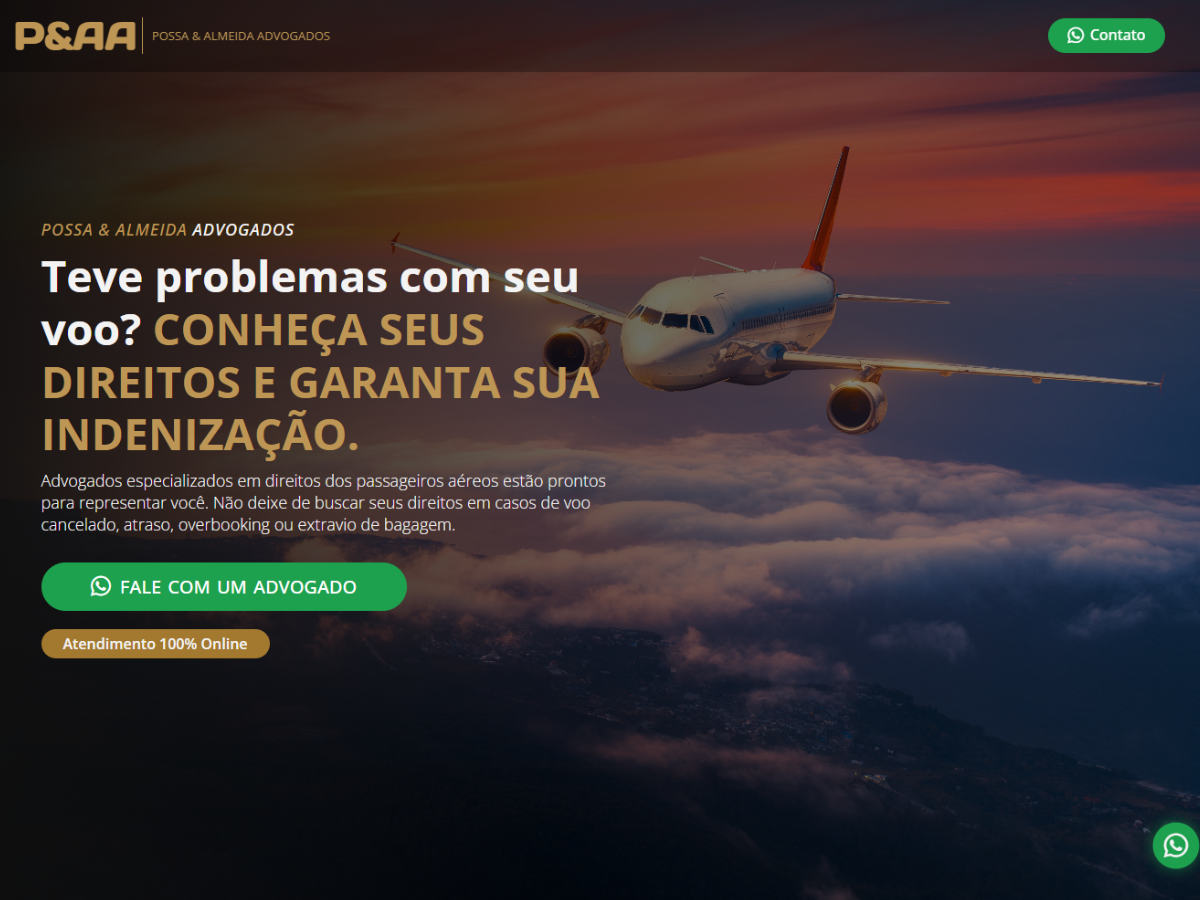 P&AA
POSSA & ALMEIDA ADVOGADOS
Contato
POSSA & ALMEIDA ADVOGADOS
Teve problemas com seu
voo? CONHEÇA SEUS
DIREITOS E GARANTA SUA
INDENIZAÇÃO.
Advogados especializados em direitos dos passageiros aéreos estão prontos
para representar você. Não deixe de buscar seus direitos em casos de voo
cancelado, atraso, overbooking ou extravio de bagagem.
FALE COM UM ADVOGADO
Atendimento 100% Online